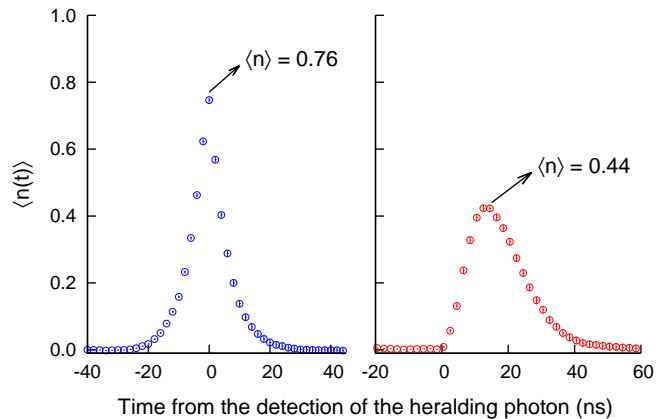 1.0
0.8
0.6
0.4
0.2
0.0
⟨n(t)⟩
⟨n⟩ = 0.76
-40 -20 0 20 40
⟨n⟩ = 0.44
-20 0 20 40 60
Time from the detection of the heralding photon (ns)